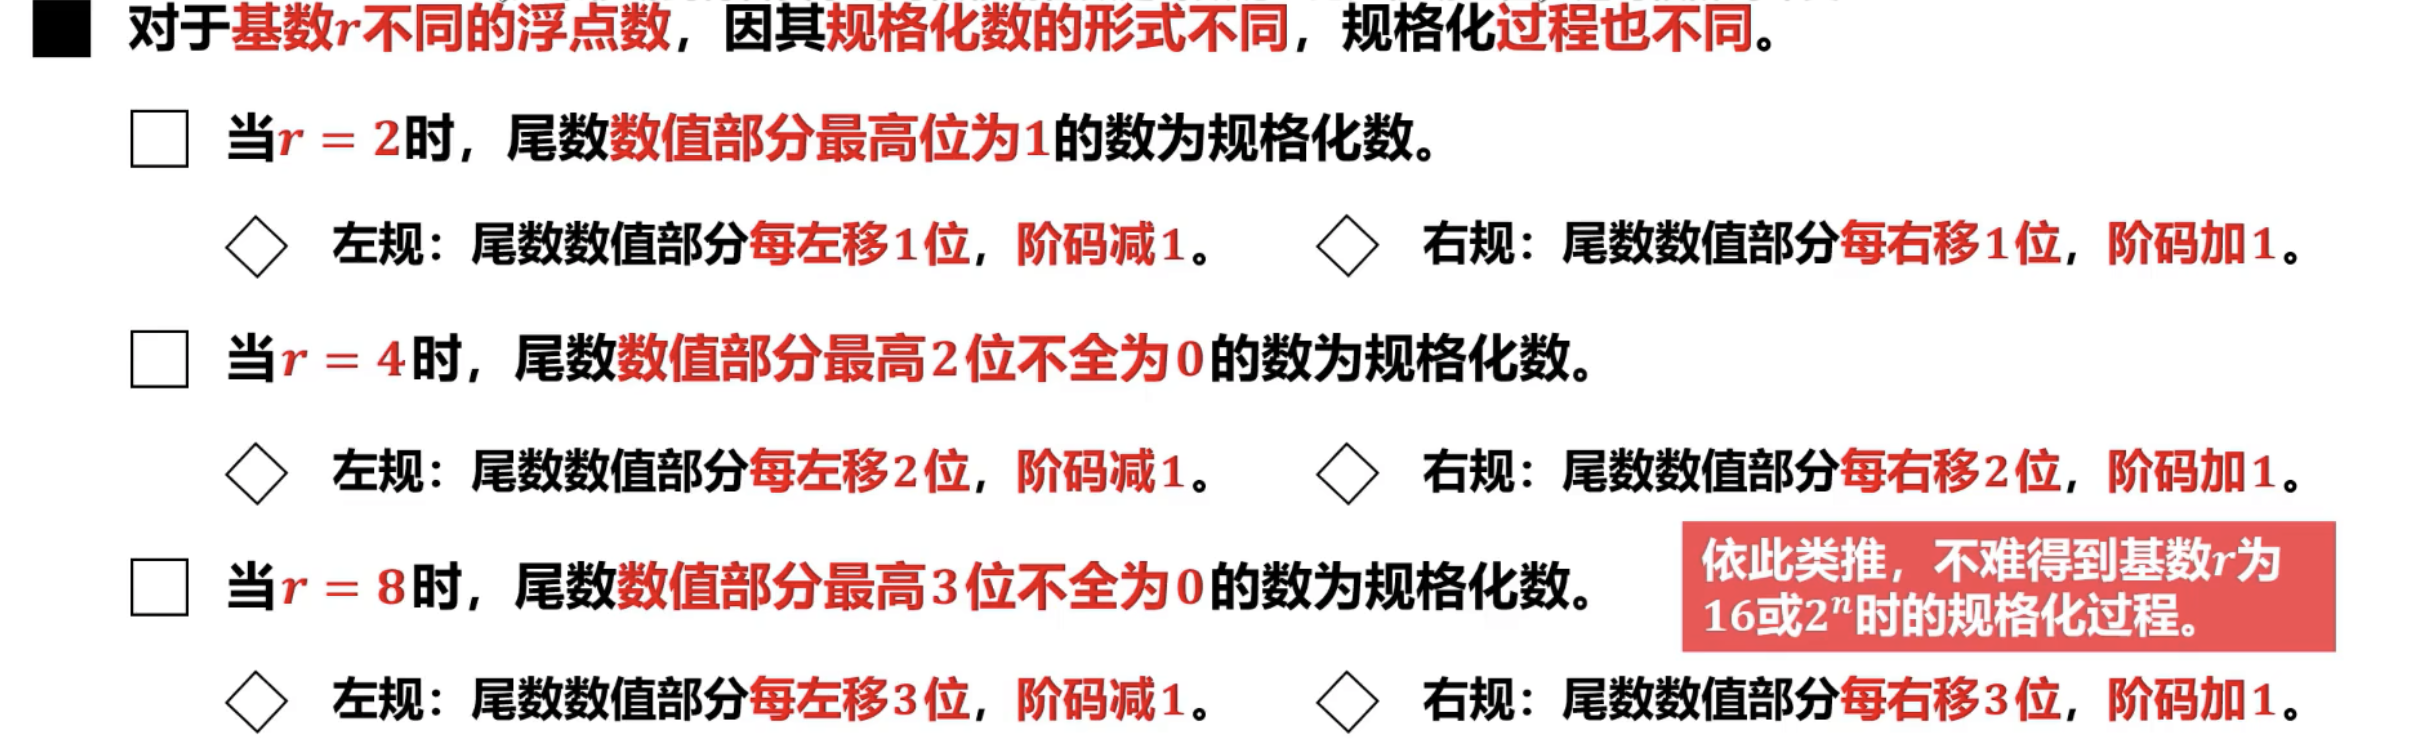 对于基数r不同的浮点数，因其规格化数的形式不同，规格化过程也不同。
当r = 2时，尾数数值部分最高位为1的数为规格化数。
左规：尾数数值部分每左移1位，阶码减1。
右规：尾数数值部分每右移1位，阶码加1。
当r = 4时，尾数数值部分最高2位不全为0的数为规格化数。
左规：尾数数值部分每左移2位，阶码减1。
右规：尾数数值部分每右移2位，阶码加1。
当r = 8时，尾数数值部分最高3位不全为0的数为规格化数。
依此类推，不难得到基数r为
16或2ⁿ时的规格化过程。
左规：尾数数值部分每左移3位，阶码减1。
右规：尾数数值部分每右移3位，阶码加1。